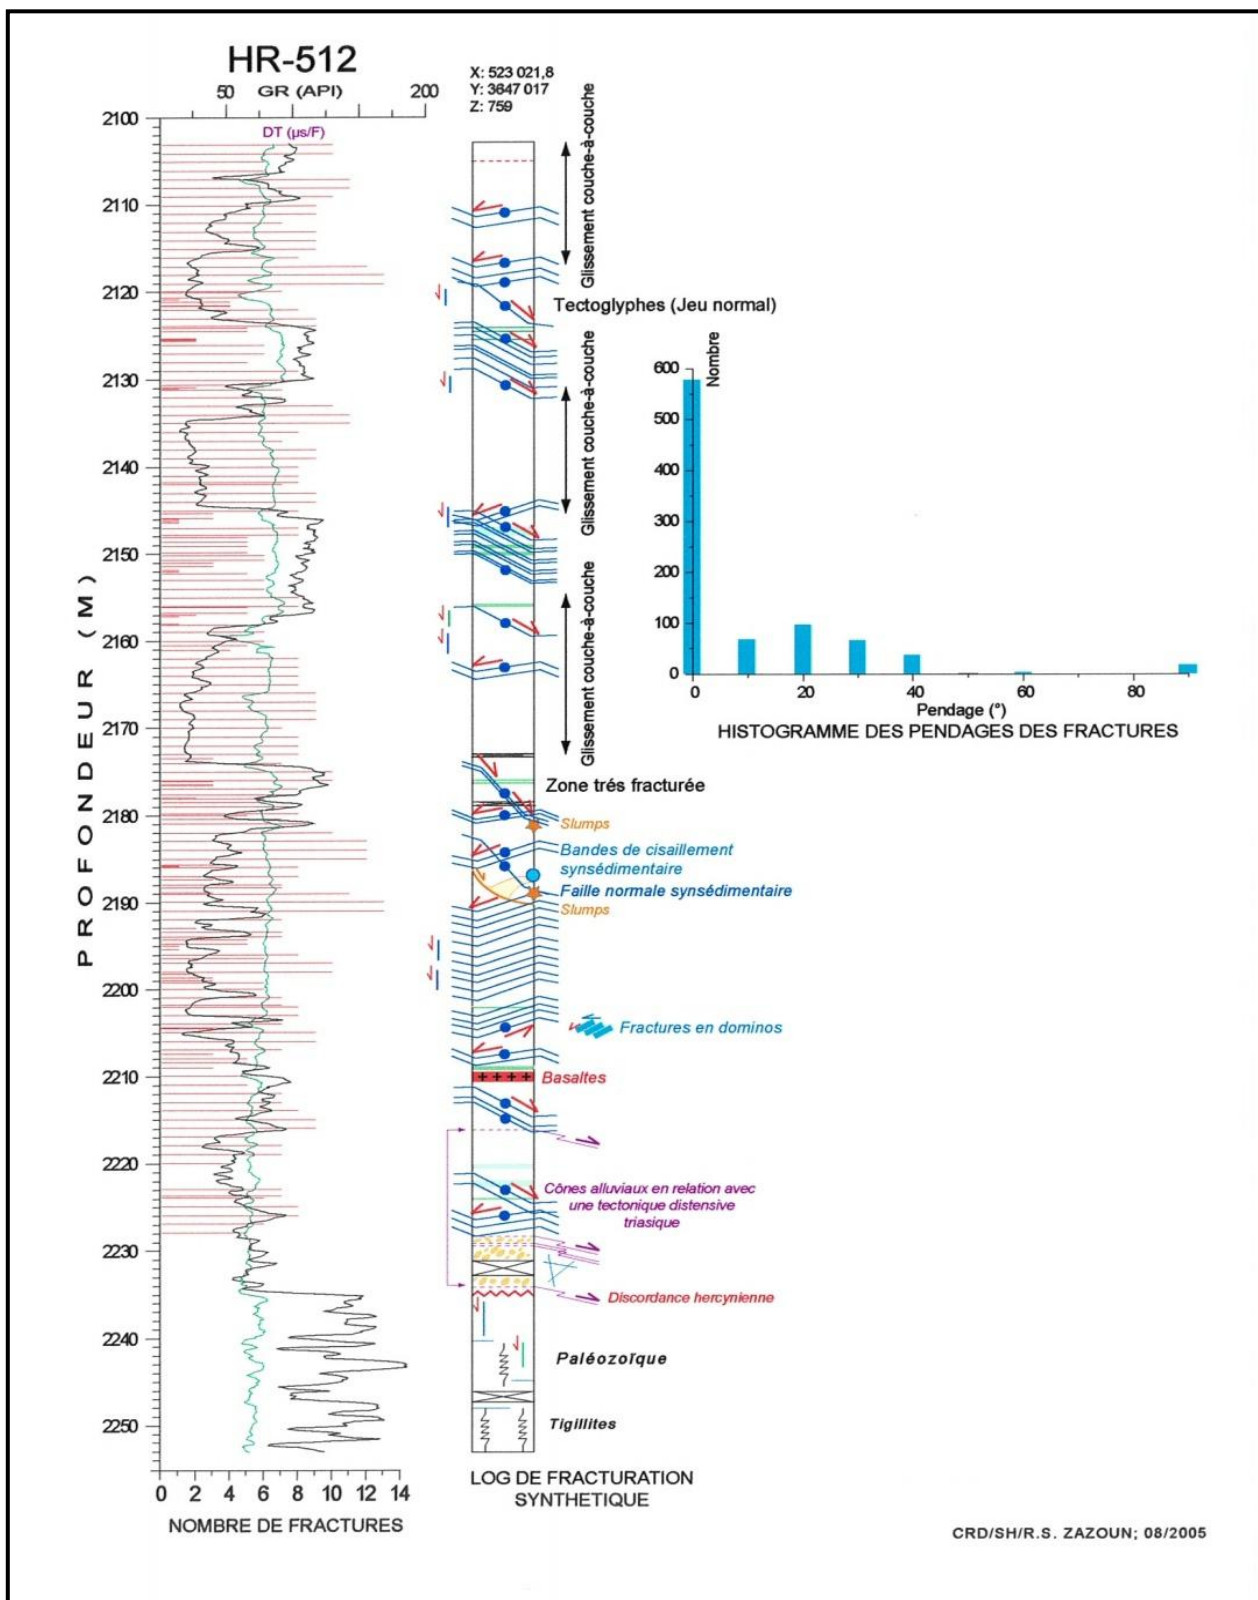 HR-512
50 GR (API) 200
DT (µs/F)
X: 523 021,8
Y: 3647 017
Z: 759
PROFONDEUR (M)
2100
2110
2120
2130
2140
2150
2160
2170
2180
2190
2200
2210
2220
2230
2240
2250
0 2 4 6 8 10 12 14
NOMBRE DE FRACTURES
Glissement couche-à-couche
Tectoglyphes (Jeu normal)
Glissement couche-à-couche
Glissement couche-à-couche
Zone trés fracturée
Slumps
Bandes de cisaillement
synsédimentaire
Faille normale synsédimentaire
Slumps
Fractures en dominos
Basaltes
Cônes alluviaux en relation avec
une tectonique distensive
triasique
Discordance hercynienne
Paléozoïque
Tigillites
LOG DE FRACTURATION
SYNTHETIQUE
Nombre
600
500
400
300
200
100
0
0 20 40 60 80
Pendage (°)
HISTOGRAMME DES PENDAGES DES FRACTURES
CRD/SH/R.S. ZAZOUN; 08/2005